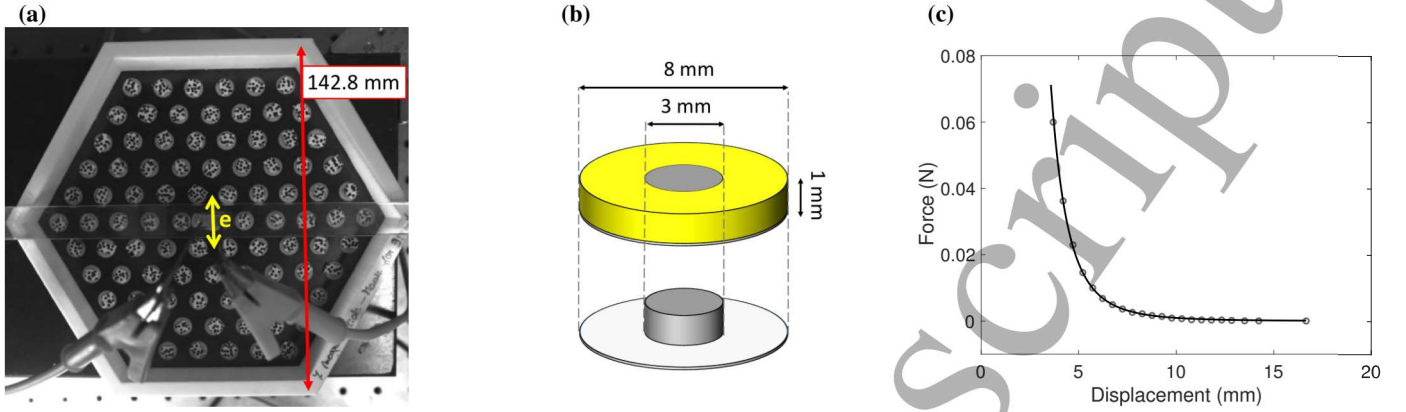 (a)
142.8 mm
e
(b)
8 mm
3 mm
1 mm
(c)
0.08
0.06
0.04
0.02
0
0
5
10
15
20
Force (N)
Displacement (mm)
script